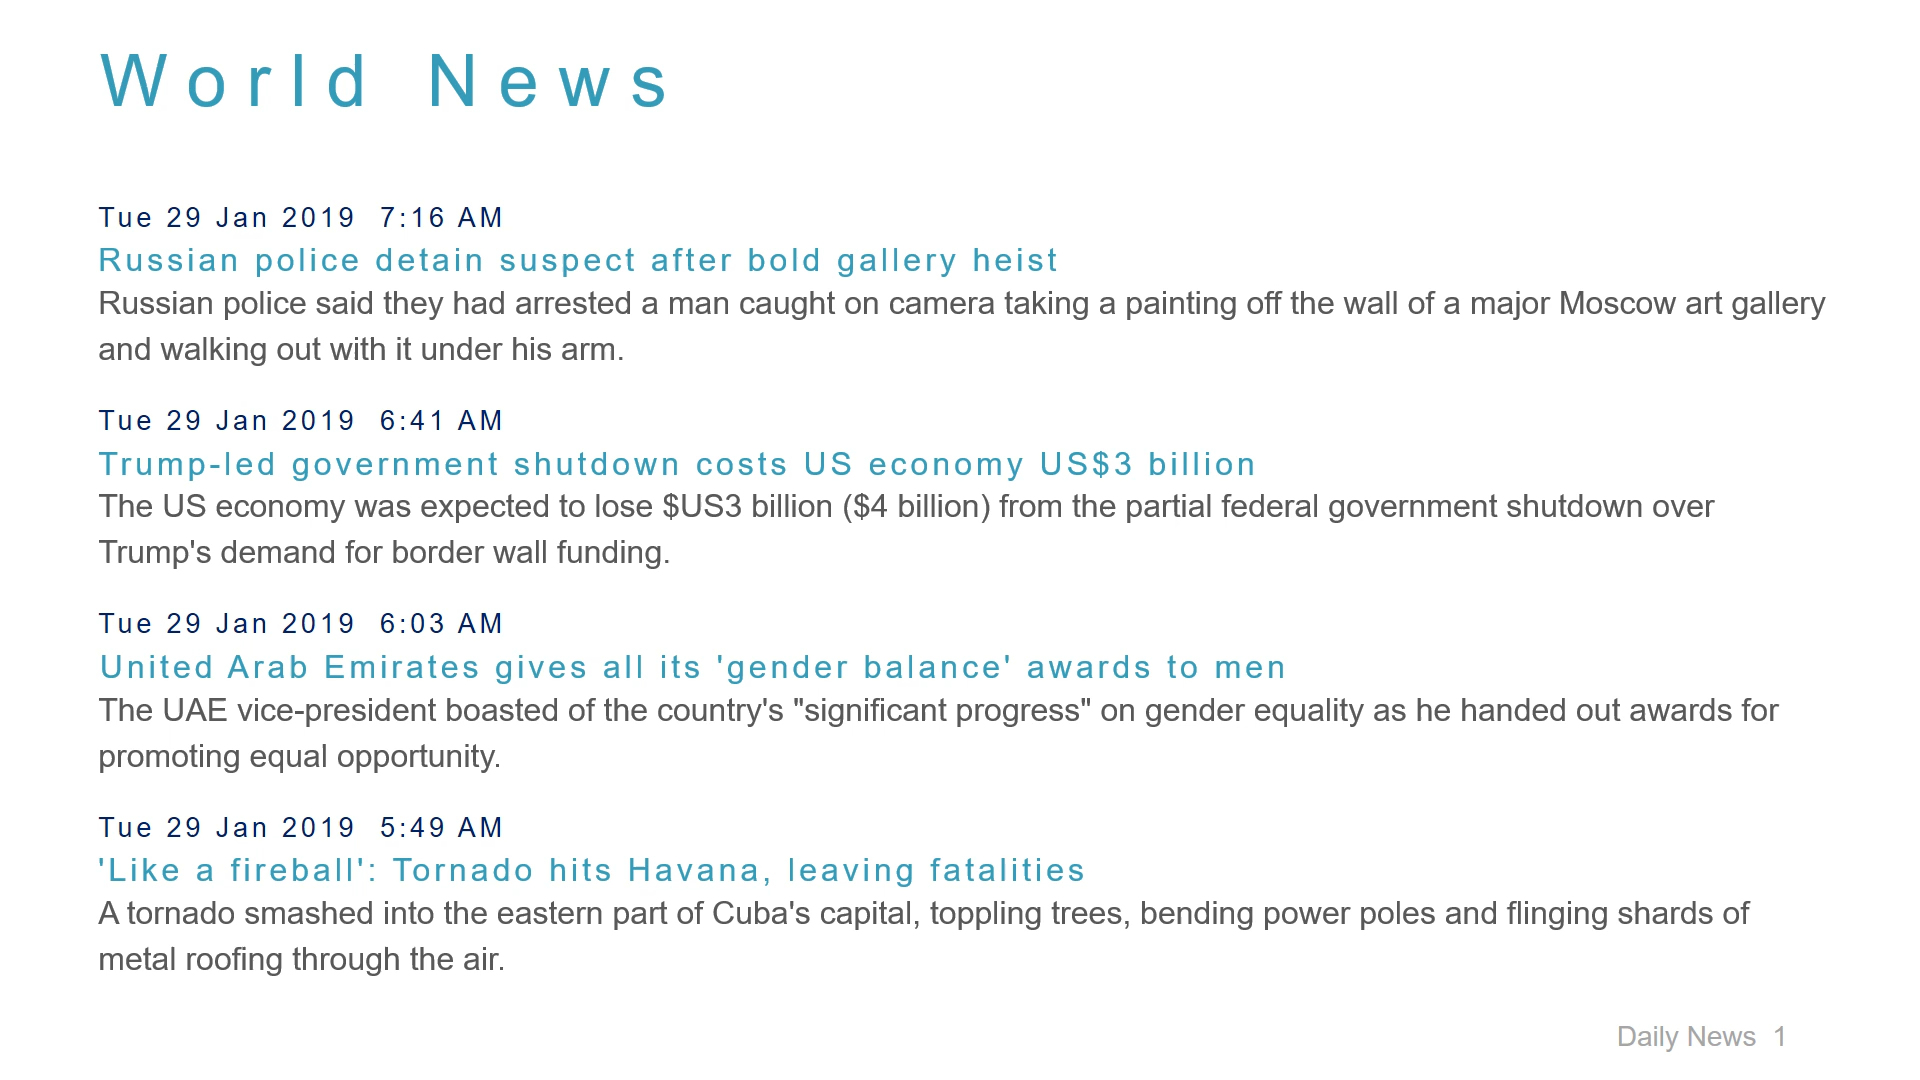 World News
Tue 29 Jan 2019  7:16 AM
Russian police detain suspect after bold gallery heist
Russian police said they had arrested a man caught on camera taking a painting off the wall of a major Moscow art gallery
and walking out with it under his arm.
Tue 29 Jan 2019  6:41 AM
Trump-led government shutdown costs US economy US$3 billion
The US economy was expected to lose $US3 billion ($4 billion) from the partial federal government shutdown over
Trump's demand for border wall funding.
Tue 29 Jan 2019  6:03 AM
United Arab Emirates gives all its 'gender balance' awards to men
The UAE vice-president boasted of the country's "significant progress" on gender equality as he handed out awards for
promoting equal opportunity.
Tue 29 Jan 2019  5:49 AM
'Like a fireball': Tornado hits Havana, leaving fatalities
A tornado smashed into the eastern part of Cuba's capital, toppling trees, bending power poles and flinging shards of
metal roofing through the air.
Daily News  1